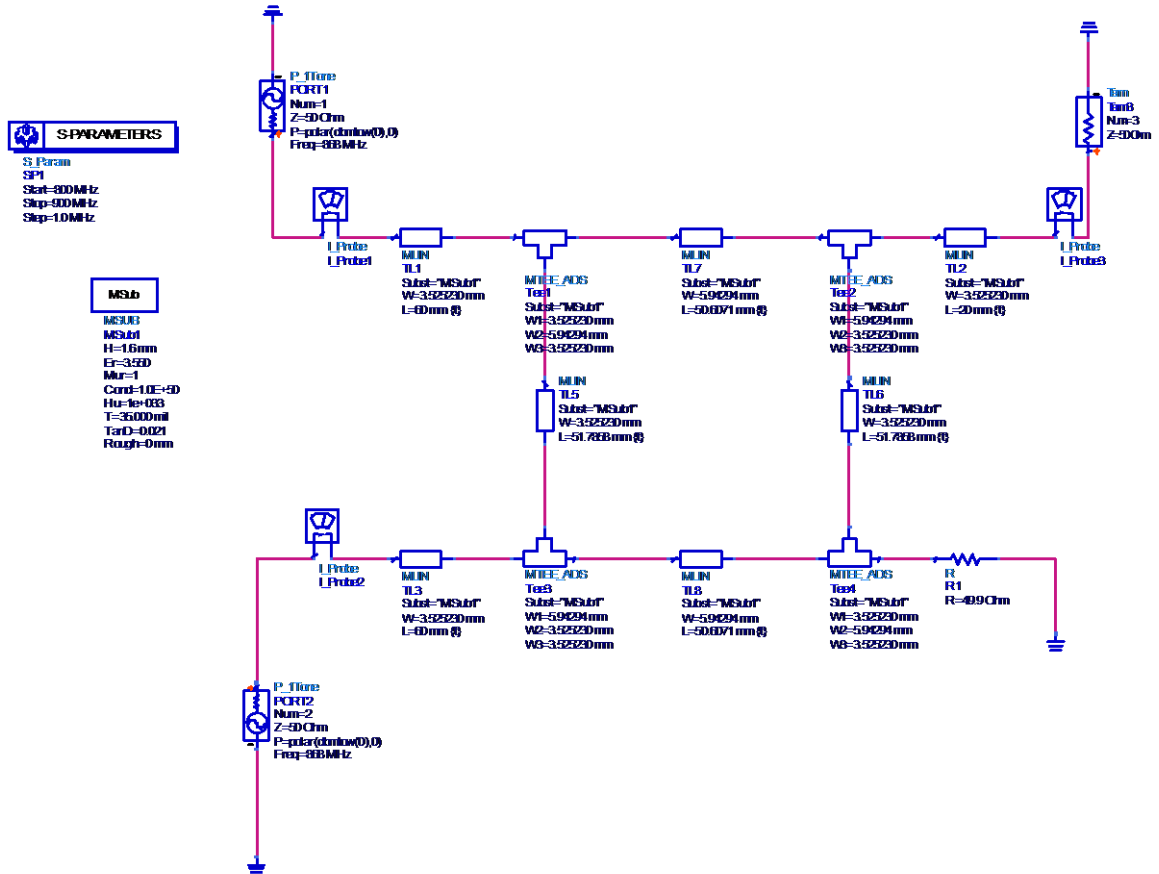 P_1Tone
PORT1
Num=1
Z=50 Ohm
P=polar(dbmtow(0),0)
Freq=868 MHz
Term
Term3
Num=3
Z=50 Ohm
S-PARAMETERS
S_Param
SP1
Start=800 MHz
Stop=900 MHz
Step=1.0 MHz
I_Probe
I_Probe1
MLIN
TL1
Subst="MSub1"
W=3.525230 mm
L=60 mm {t}
MTEE_ADS
Tee1
Subst="MSub1"
W1=3.525230 mm
W2=5.94294 mm
W3=3.525230 mm
MLIN
TL7
Subst="MSub1"
W=5.94294 mm
L=50.6071 mm {t}
MTEE_ADS
Tee2
Subst="MSub1"
W1=5.94294 mm
W2=3.525230 mm
W3=3.525230 mm
MLIN
TL2
Subst="MSub1"
W=3.525230 mm
L=20 mm {t}
I_Probe
I_Probe3
MSub
MSUB
MSub1
H=1.6 mm
Er=3.550
Mur=1
Cond=1.0E+50
Hu=1e+033
T=35.000 mil
TanD=0.021
Rough=0 mm
MLIN
TL5
Subst="MSub1"
W=3.525230 mm
L=51.7858 mm {t}
MLIN
TL6
Subst="MSub1"
W=3.525230 mm
L=51.7858 mm {t}
I_Probe
I_Probe2
MLIN
TL3
Subst="MSub1"
W=3.525230 mm
L=60 mm {t}
MTEE_ADS
Tee3
Subst="MSub1"
W1=5.94294 mm
W2=3.525230 mm
W3=3.525230 mm
MLIN
TL8
Subst="MSub1"
W=5.94294 mm
L=50.6071 mm {t}
MTEE_ADS
Tee4
Subst="MSub1"
W1=3.525230 mm
W2=5.94294 mm
W3=3.525230 mm
R
R1
R=49.9 Ohm
P_1Tone
PORT2
Num=2
Z=50 Ohm
P=polar(dbmtow(0),0)
Freq=868 MHz